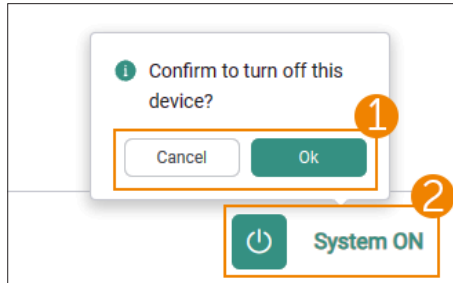 Confirm to turn off this
device?
1
Cancel
Ok
2
System ON